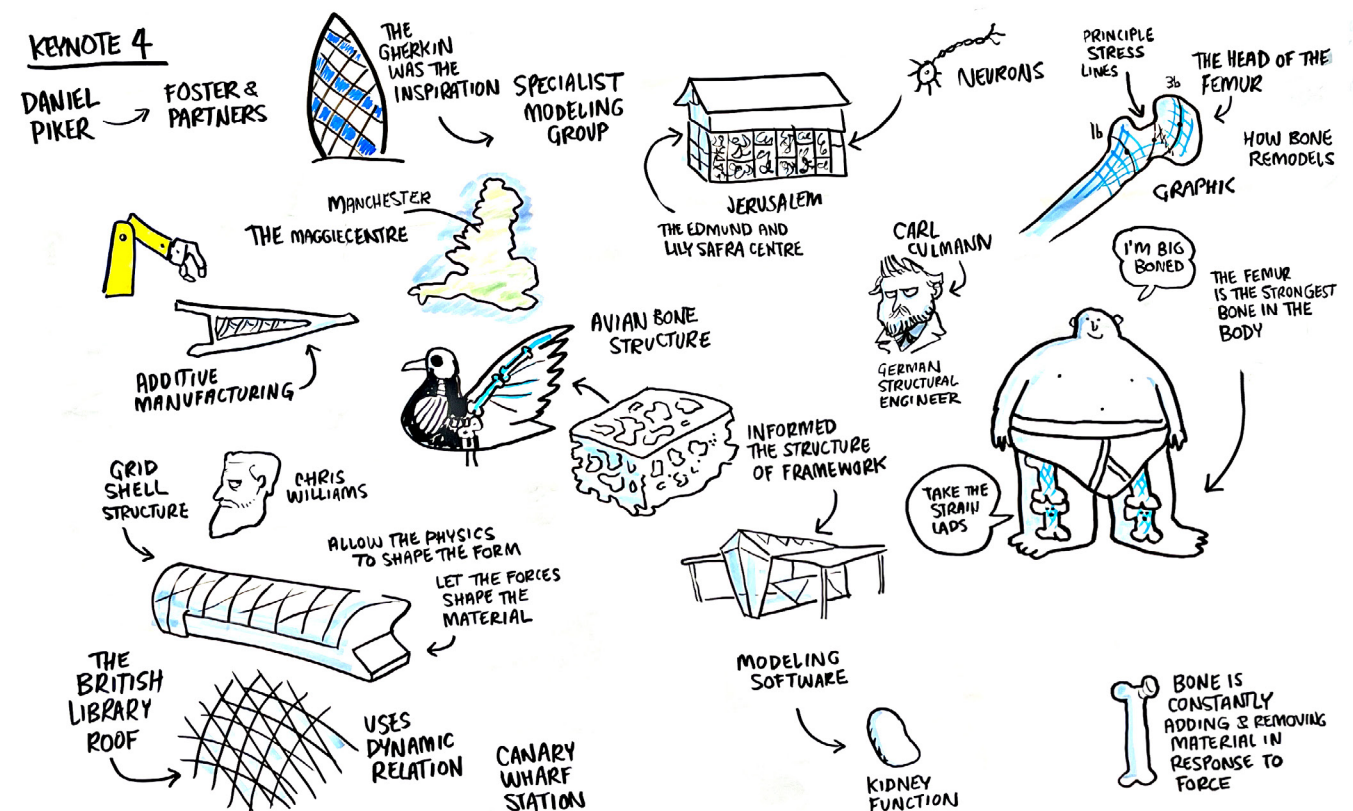 KEYNOTE 4
DANIEL
PIKER
FOSTER &
PARTNERS
THE
GHERKIN
WAS THE
INSPIRATION
SPECIALIST
MODELING
GROUP
NEURONS
JERUSALEM
THE EDMUND AND
LILY SAFRA CENTRE
PRINCIPLE
STRESS
LINES
3b
1b
THE HEAD OF THE
FEMUR
HOW BONE
REMODELS
GRAPHIC
MANCHESTER
THE MAGGIECENTRE
ADDITIVE
MANUFACTURING
AVIAN BONE
STRUCTURE
CARL
CULMANN
GERMAN
STRUCTURAL
ENGINEER
I'M BIG
BONED
THE FEMUR
IS THE STRONGEST
BONE IN THE
BODY
TAKE THE
STRAIN
LADS
INFORMED
THE STRUCTURE
OF FRAMEWORK
GRID
SHELL
STRUCTURE
CHRIS
WILLIAMS
ALLOW THE PHYSICS
TO SHAPE THE FORM
LET THE FORCES
SHAPE THE
MATERIAL
THE
BRITISH
LIBRARY
ROOF
USES
DYNAMIC
RELATION
CANARY
WHARF
STATION
MODELING
SOFTWARE
KIDNEY
FUNCTION
BONE IS
CONSTANTLY
ADDING & REMOVING
MATERIAL IN
RESPONSE TO
FORCE